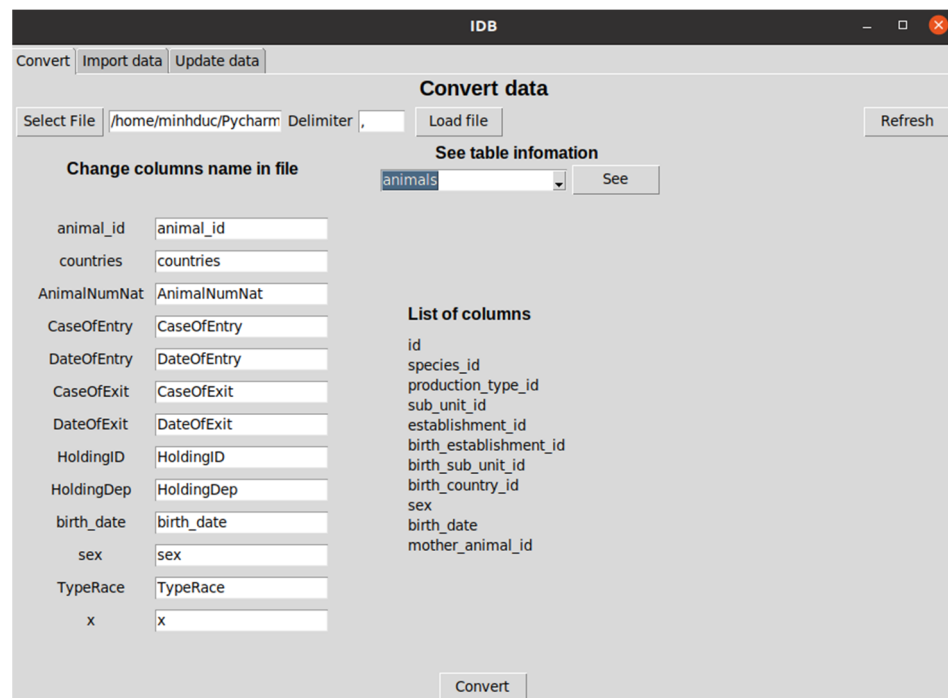 IDB
Convert Import data Update data
Convert data
Select File /home/minhduc/Pycharm Delimiter , Load file Refresh
See table infomation
Change columns name in file
animals See
animal_id animal_id
countries countries
AnimalNumNat AnimalNumNat
CaseOfEntry CaseOfEntry
DateOfEntry DateOfEntry
CaseOfExit CaseOfExit
DateOfExit DateOfExit
HoldingID HoldingID
HoldingDep HoldingDep
birth_date birth_date
sex sex
TypeRace TypeRace
x x
List of columns
id
species_id
production_type_id
sub_unit_id
establishment_id
birth_establishment_id
birth_sub_unit_id
birth_country_id
sex
birth_date
mother_animal_id
Convert